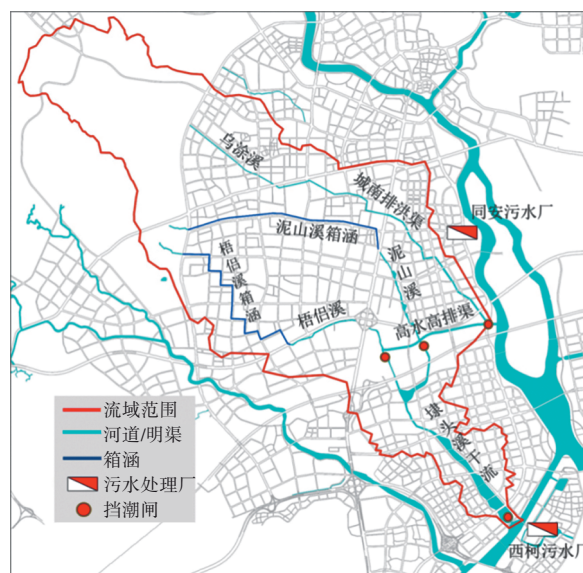 乌涂溪
城南排洪渠
同安污水厂
泥山溪箱涵
梧侣溪箱涵
泥山溪
梧侣溪
高水高排渠
埭头溪干流
流域范围
河道/明渠
箱涵
污水处理厂
挡潮闸
西柯污水厂